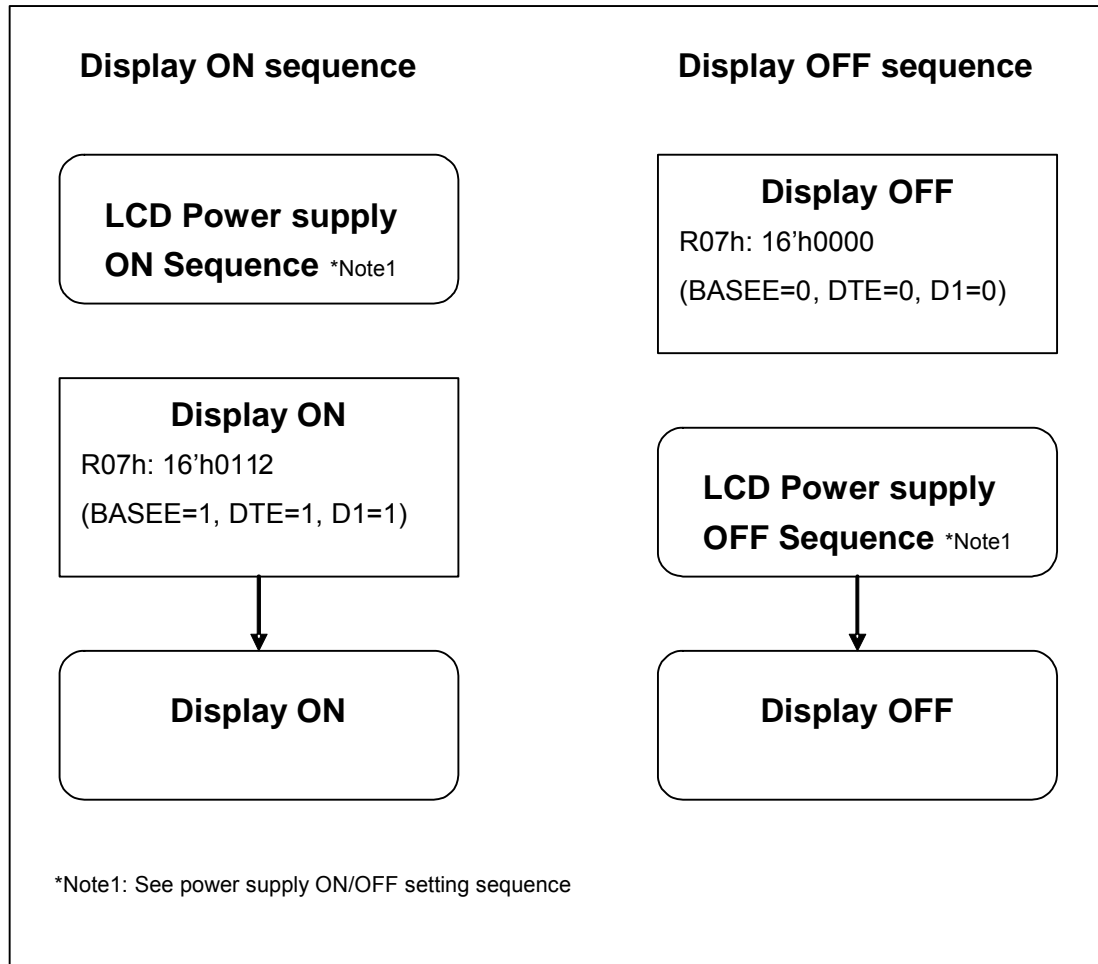 Display ON sequence
LCD Power supply
ON Sequence *Note1
Display ON
R07h: 16’h0112
(BASEE=1, DTE=1, D1=1)
Display ON
Display OFF sequence
Display OFF
R07h: 16’h0000
(BASEE=0, DTE=0, D1=0)
LCD Power supply
OFF Sequence *Note1
Display OFF
*Note1: See power supply ON/OFF setting sequence